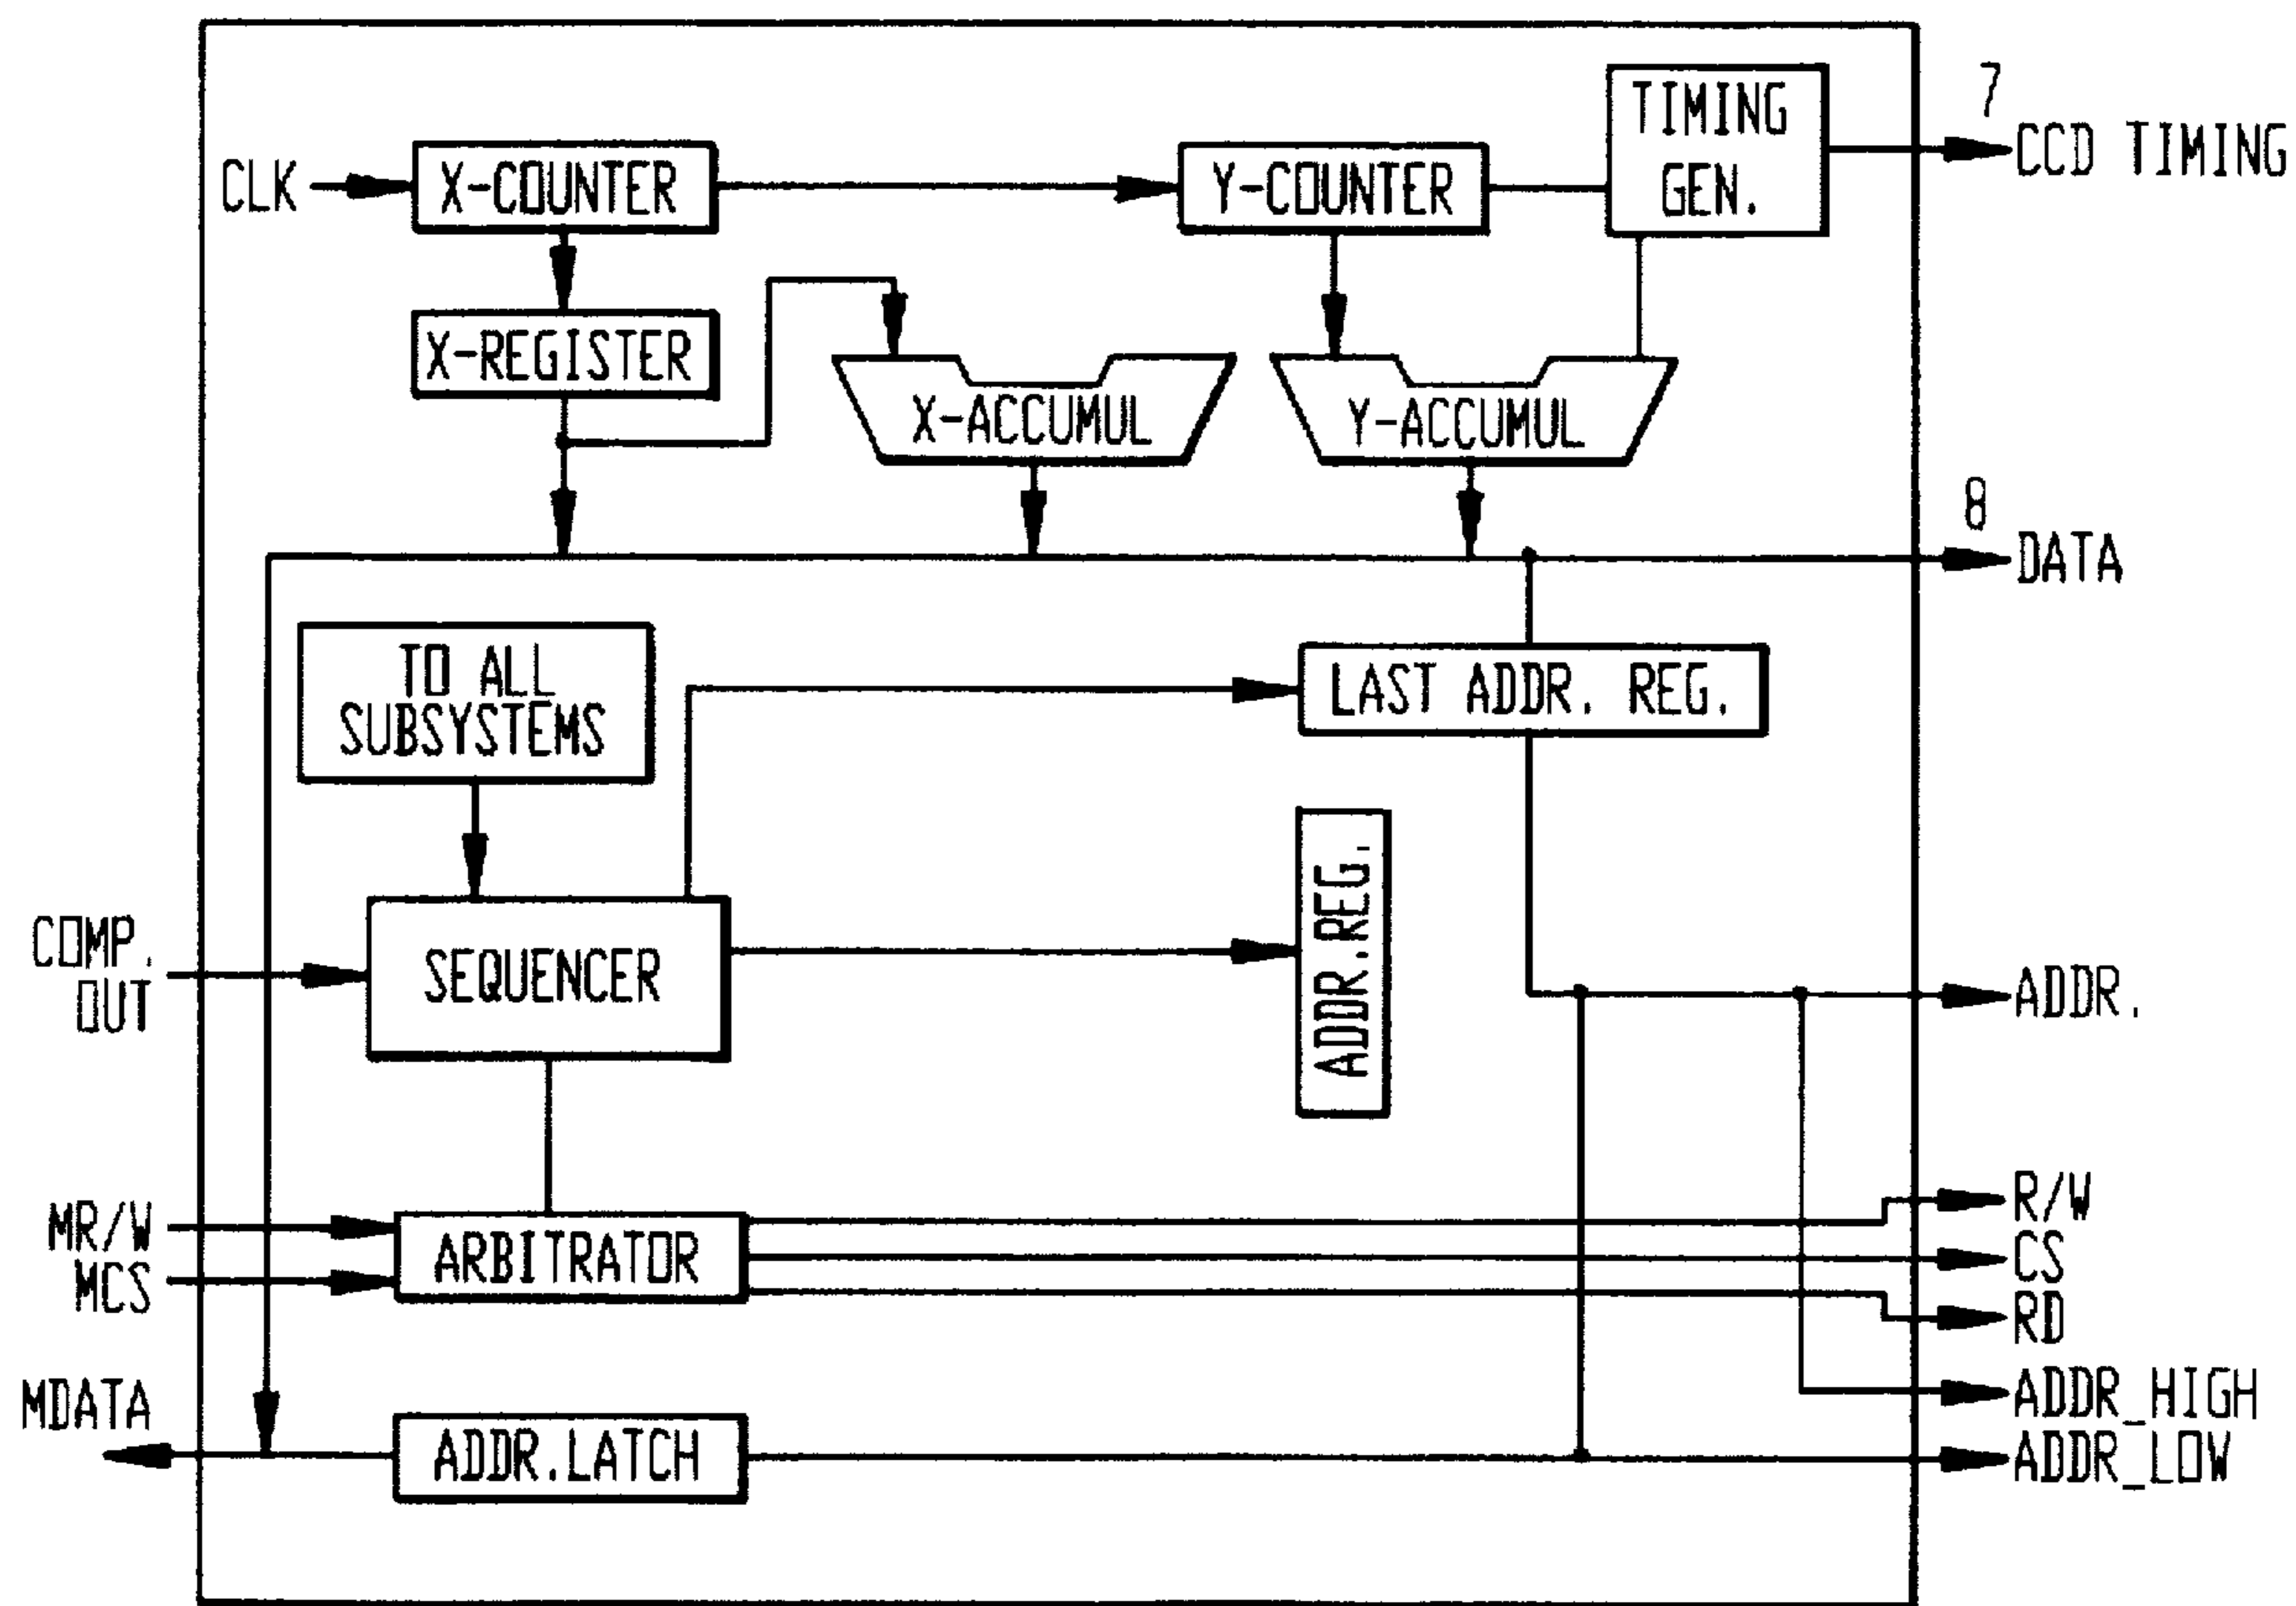 7
TIMING
GEN.
CCD TIMING
CLK
X-COUNTER
Y-COUNTER
X-REGISTER
X-ACCUMUL
Y-ACCUMUL
8
DATA
TO ALL
SUBSYSTEMS
LAST ADDR. REG.
COMP.
OUT
SEQUENCER
ADDR.REG.
ADDR.
MR/W
MCS
ARBITRATOR
R/W
CS
RD
MDATA
ADDR.LATCH
ADDR_HIGH
ADDR_LOW